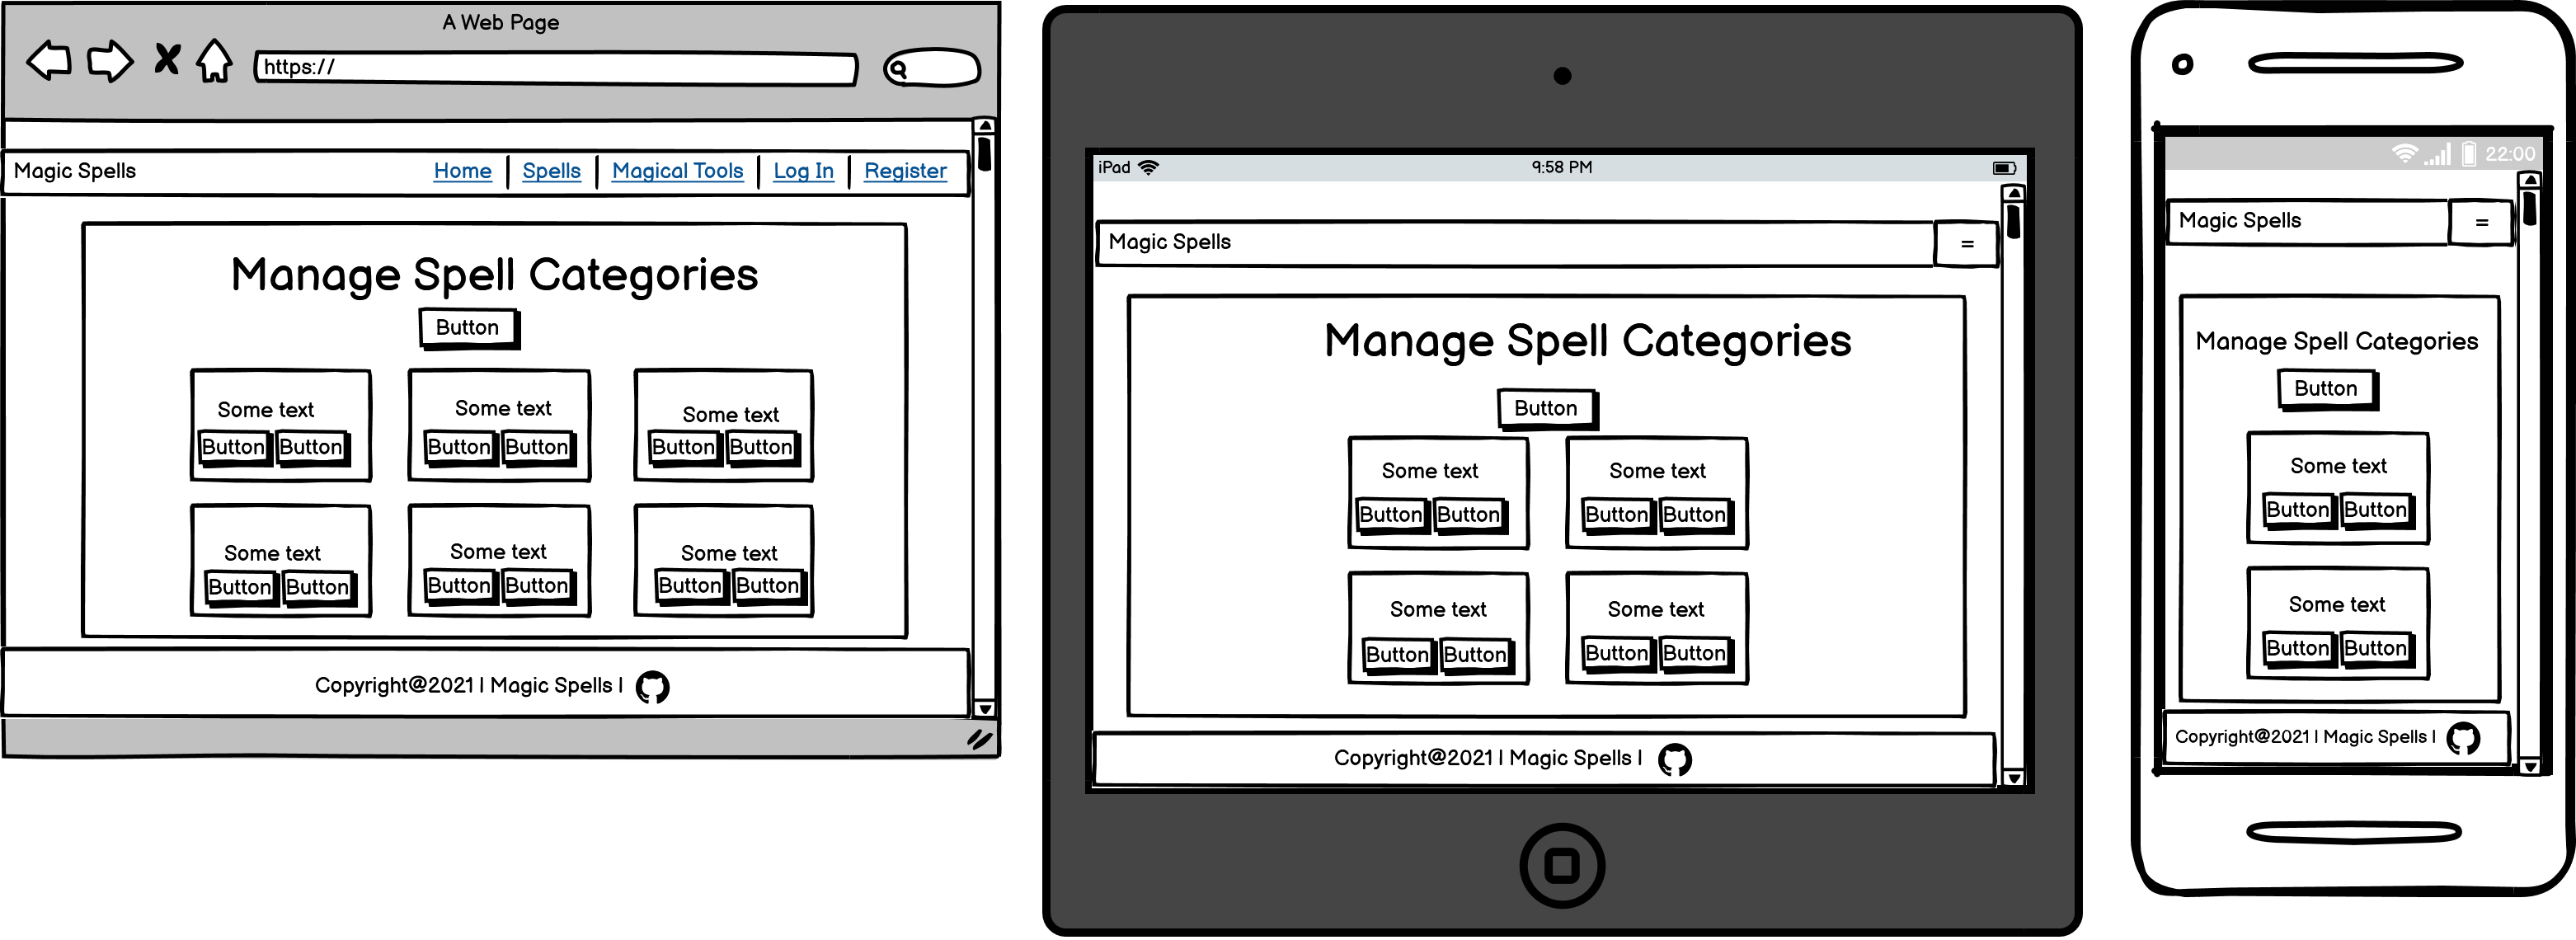 A Web Page
https://
Magic Spells
Home | Spells | Magical Tools | Log In | Register
Manage Spell Categories
Button
Some text Some text Some text
Button Button Button Button Button Button
Some text Some text Some text
Button Button Button Button Button Button
Copyright@2021 | Magic Spells |
iPad 9:58 PM
Magic Spells =
Manage Spell Categories
Button
Some text Some text
Button Button Button Button
Some text Some text
Button Button Button Button
Copyright@2021 | Magic Spells |
22:00
Magic Spells =
Manage Spell Categories
Button
Some text
Button Button
Some text
Button Button
Copyright@2021 | Magic Spells |